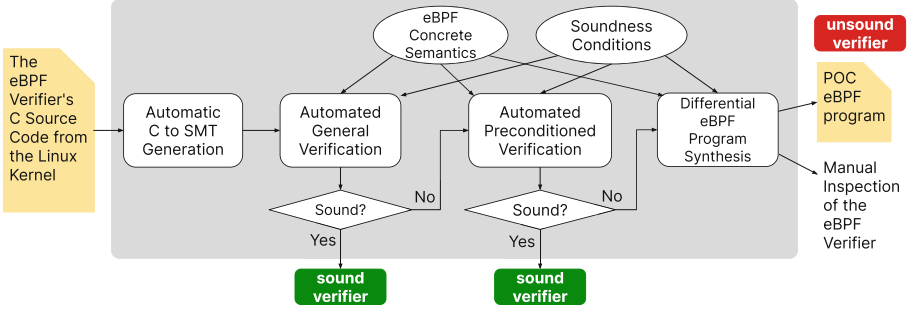 The
eBPF
Verifier's
C Source
Code from
the Linux
Kernel
Automatic
C to SMT
Generation
eBPF
Concrete
Semantics
Soundness
Conditions
Automated
General
Verification
Automated
Preconditioned
Verification
Differential
eBPF
Program
Synthesis
Sound?
No
Yes
Sound?
No
Yes
sound
verifier
sound
verifier
unsound
verifier
POC
eBPF
program
Manual
Inspection
of the
eBPF
Verifier